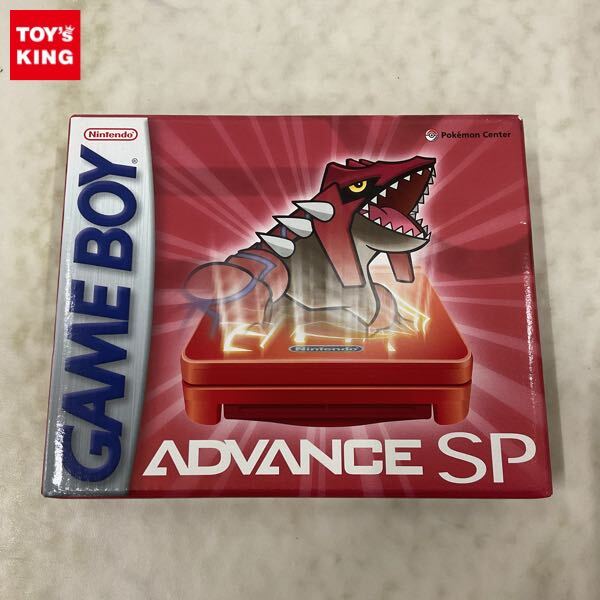 TOY'S
KING
Nintendo
GAME BOY
Pokémon Center
Nintendo
ADVANCE SP